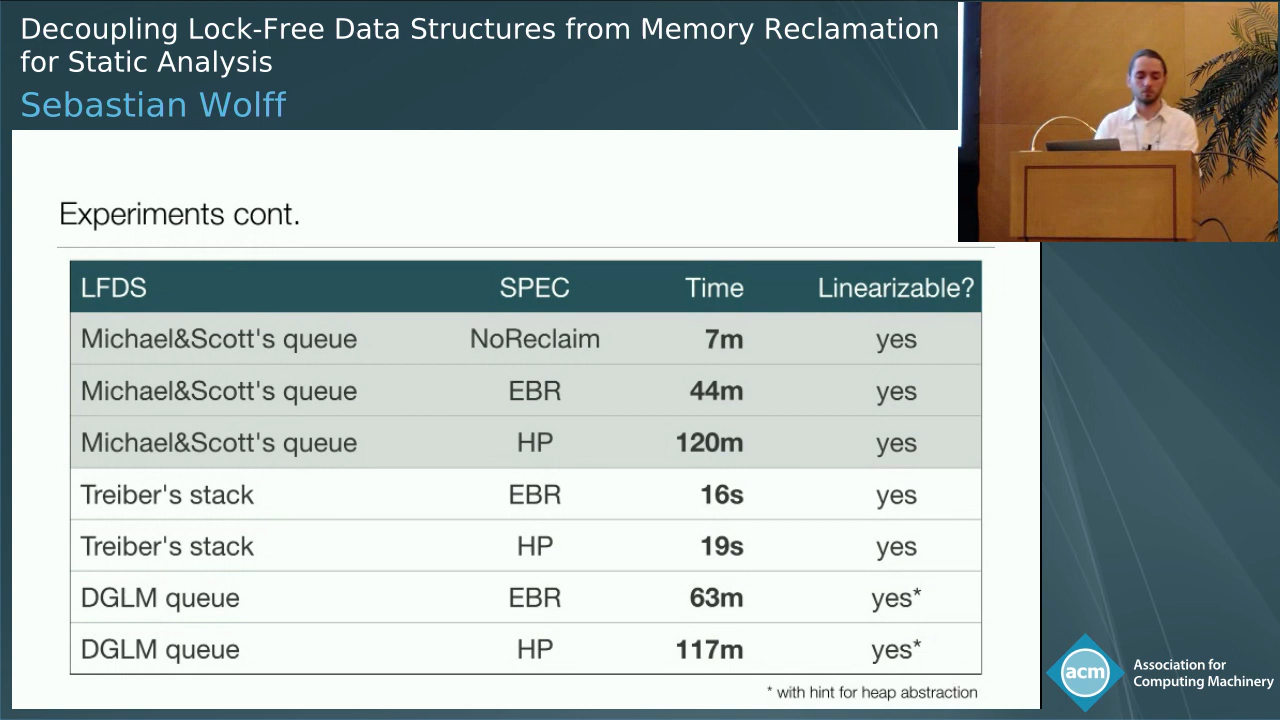 Decoupling Lock-Free Data Structures from Memory Reclamation
for Static Analysis
Sebastian Wolff
Experiments cont.
LFDS SPEC Time Linearizable?
Michael&Scott's queue NoReclaim 7m yes
Michael&Scott's queue EBR 44m yes
Michael&Scott's queue HP 120m yes
Treiber's stack EBR 16s yes
Treiber's stack HP 19s yes
DGLM queue EBR 63m yes*
DGLM queue HP 117m yes*
* with hint for heap abstraction
acm
Association for
Computing Machinery